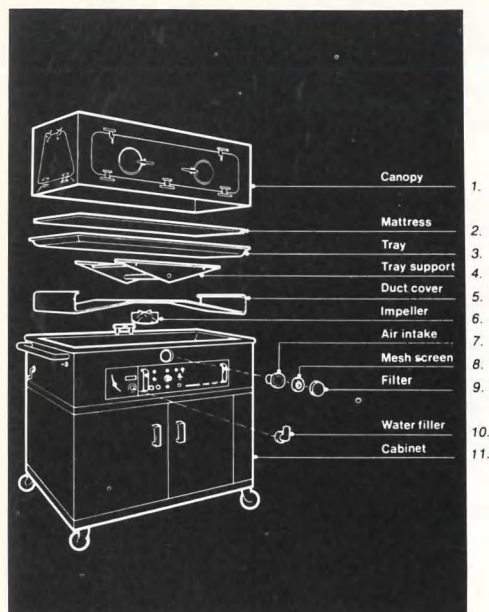 Canopy 1.
Mattress 2.
Tray 3.
Tray support 4.
Duct cover 5.
Impeller 6.
Air intake 7.
Mesh screen 8.
Filter 9.
Water filler 10.
Cabinet 11.